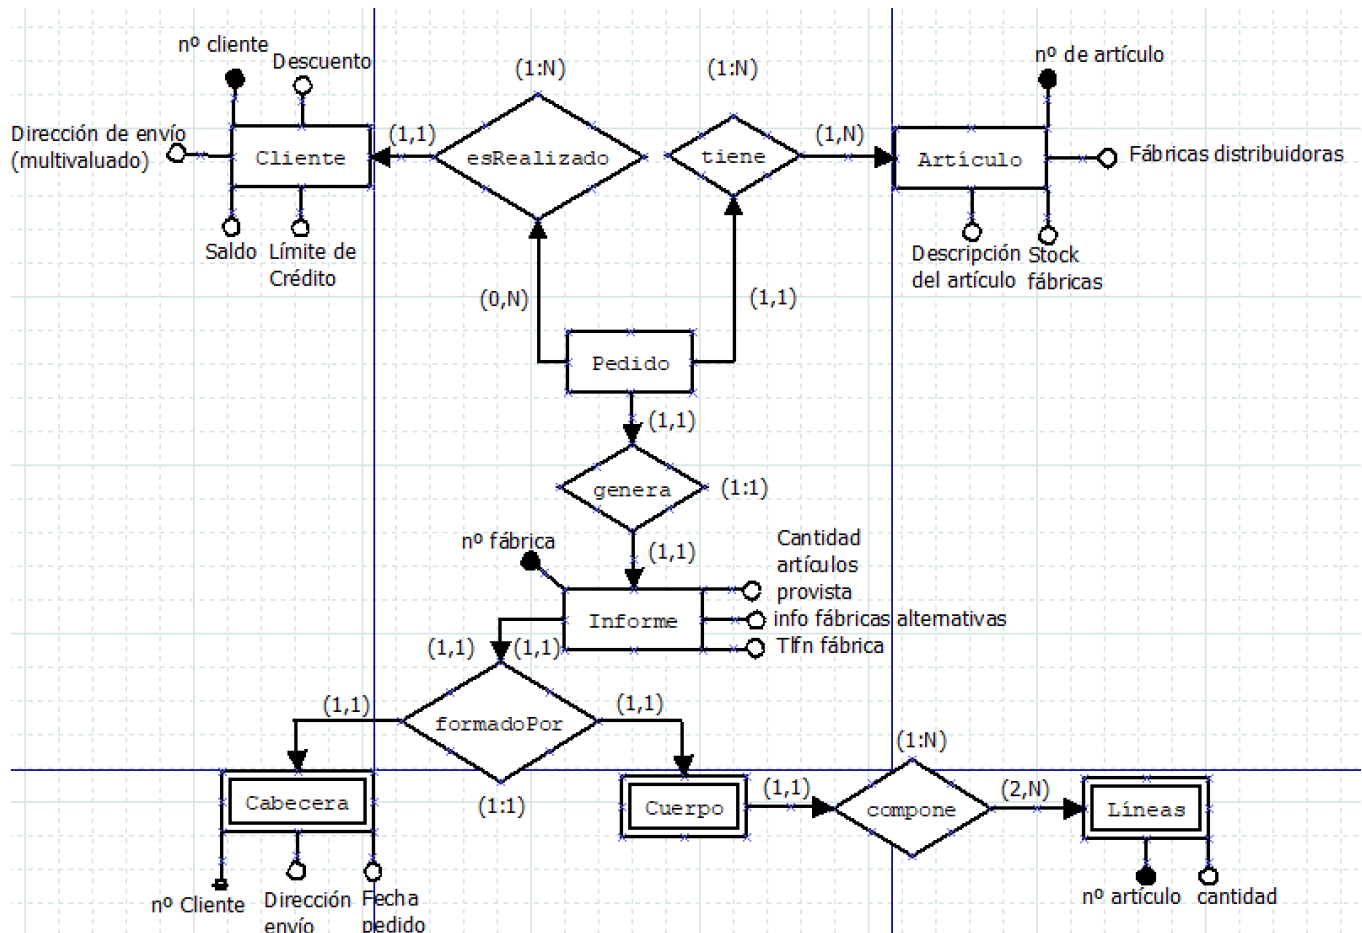 nº cliente
Descuento
(1:N)
(1:N)
nº de artículo
Dirección de envío
(multivaluado)
Cliente
(1,1)
esRealizado
tiene
(1,N)
Artículo
Fábricas distribuidoras
Saldo
Límite de
Crédito
Descripción
del artículo
Stock
fábricas
(0,N)
(1,1)
Pedido
(1,1)
genera
(1:1)
nº fábrica
(1,1)
Cantidad
artículos
provista
Informe
info fábricas alternativas
Tlfn fábrica
(1,1)
(1,1)
(1,1)
formadoPor
(1,1)
(1:1)
Cabecera
Cuerpo
(1,1)
(1:N)
compone
(2,N)
Líneas
nº Cliente
Dirección
envío
Fecha
pedido
nº artículo
cantidad